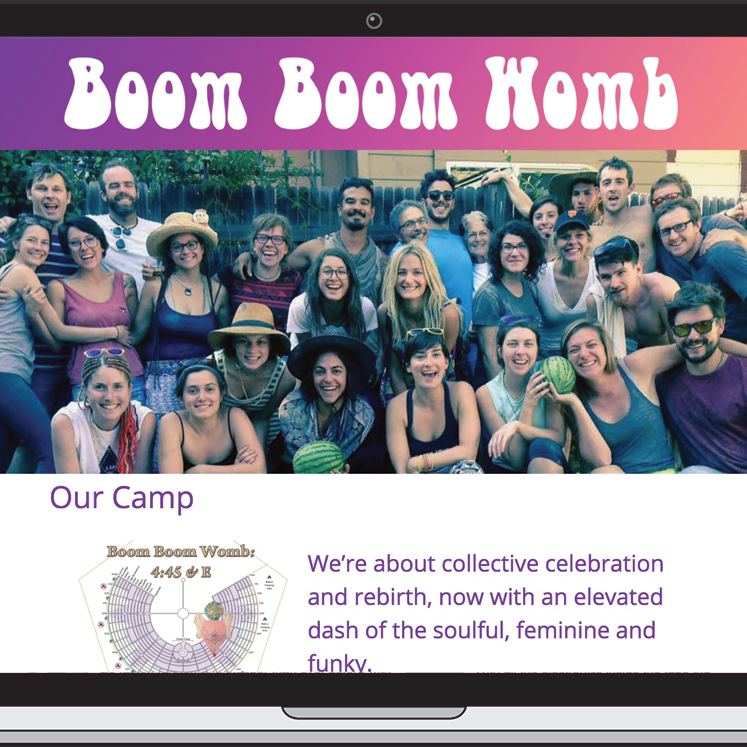 Boom Boom Womb
Our Camp
Boom Boom Womb:
4:45 & E
We're about collective celebration
and rebirth, now with an elevated
dash of the soulful, feminine and
funky.